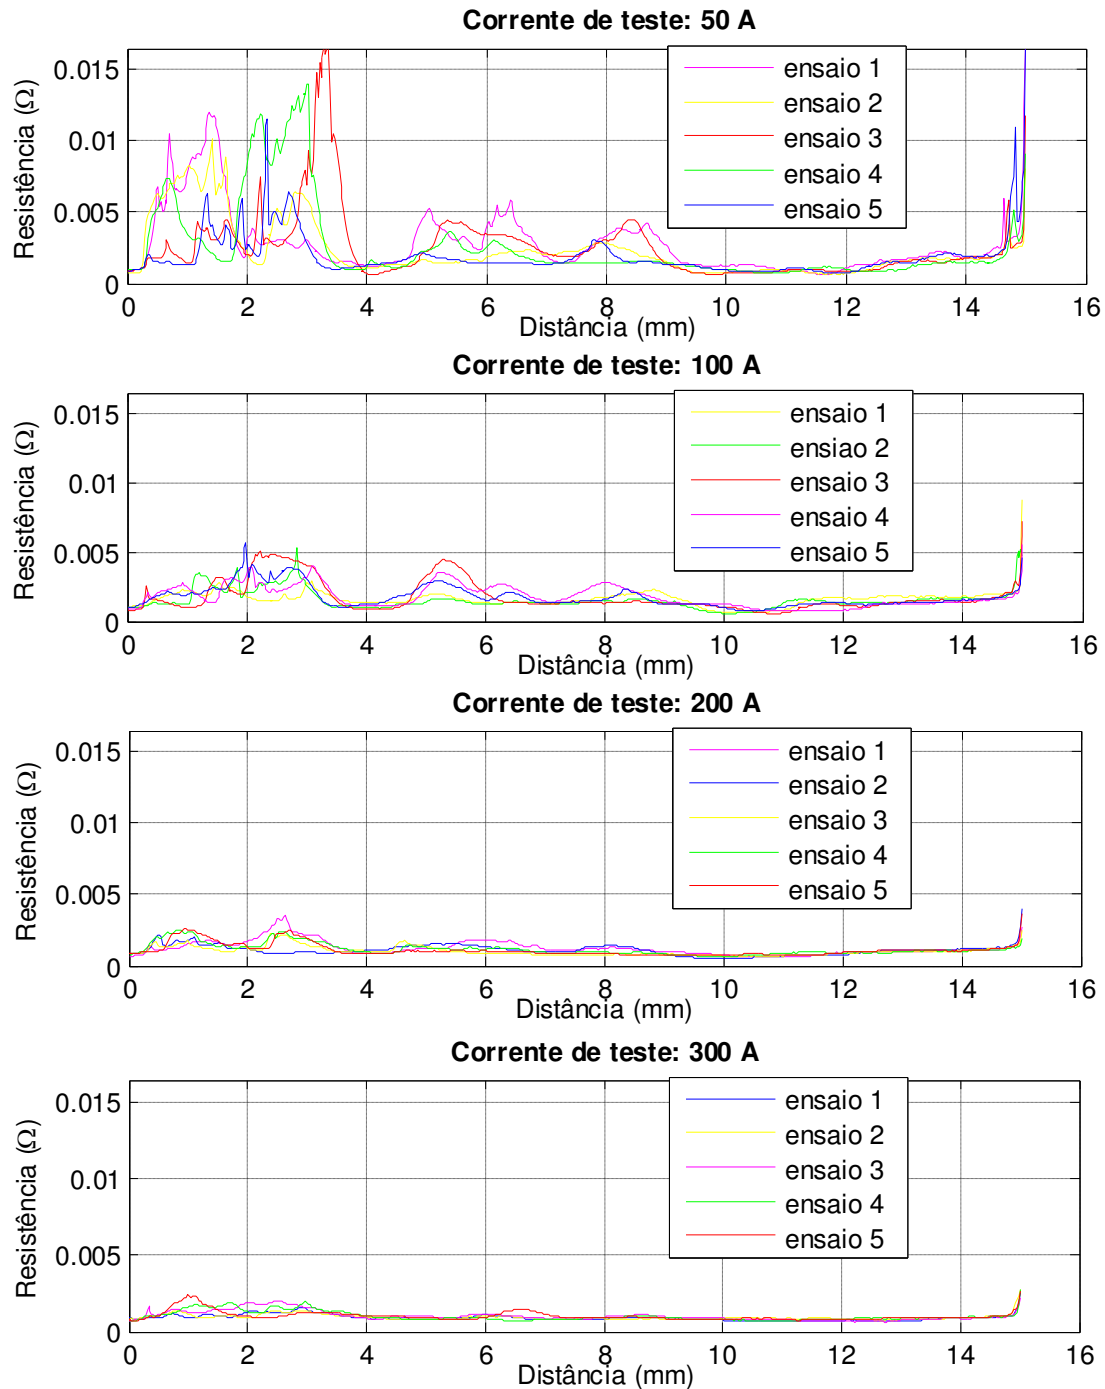 Corrente de teste: 50 A
0.015
0.01
0.005
0
Resistência (Ω)
ensaio 1
ensaio 2
ensaio 3
ensaio 4
ensaio 5
0 2 4 6 8 10 12 14 16
Distância (mm)
Corrente de teste: 100 A
0.015
0.01
0.005
0
Resistência (Ω)
ensaio 1
ensiao 2
ensaio 3
ensaio 4
ensaio 5
0 2 4 6 8 10 12 14 16
Distância (mm)
Corrente de teste: 200 A
0.015
0.01
0.005
0
Resistência (Ω)
ensaio 1
ensaio 2
ensaio 3
ensaio 4
ensaio 5
0 2 4 6 8 10 12 14 16
Distância (mm)
Corrente de teste: 300 A
0.015
0.01
0.005
0
Resistência (Ω)
ensaio 1
ensaio 2
ensaio 3
ensaio 4
ensaio 5
0 2 4 6 8 10 12 14 16
Distância (mm)